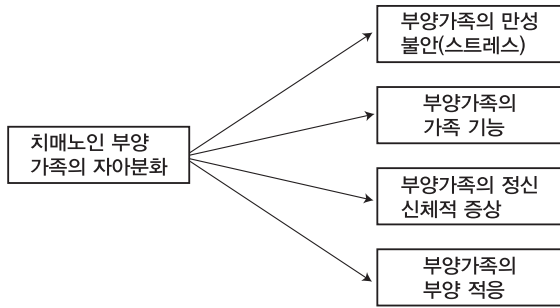 부양가족의 만성
불안(스트레스)
부양가족의
가족 기능
치매노인 부양
가족의 자아분화
부양가족의 정신
신체적 증상
부양가족의
부양 적응